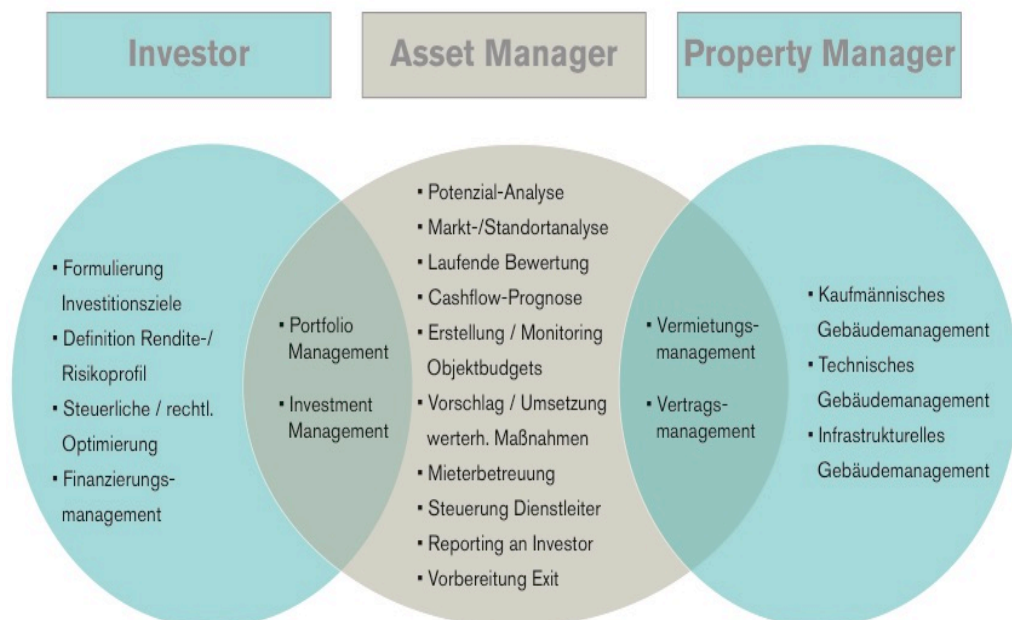 Investor
Asset Manager
Property Manager
▪ Formulierung
Investitionsziele
▪ Definition Rendite-/
Risikoprofil
▪ Steuerliche / rechtl.
Optimierung
▪ Finanzierungs-
management
▪ Portfolio
Management
▪ Investment
Management
▪ Potenzial-Analyse
▪ Markt-/Standortanalyse
▪ Laufende Bewertung
▪ Cashflow-Prognose
▪ Erstellung / Monitoring
Objektbudgets
▪ Vorschlag / Umsetzung
werterh. Maßnahmen
▪ Mieterbetreuung
▪ Steuerung Dienstleiter
▪ Reporting an Investor
▪ Vorbereitung Exit
▪ Vermietungs-
management
▪ Vertrags-
management
▪ Kaufmännisches
Gebäudemanagement
▪ Technisches
Gebäudemanagement
▪ Infrastrukturelles
Gebäudemanagement